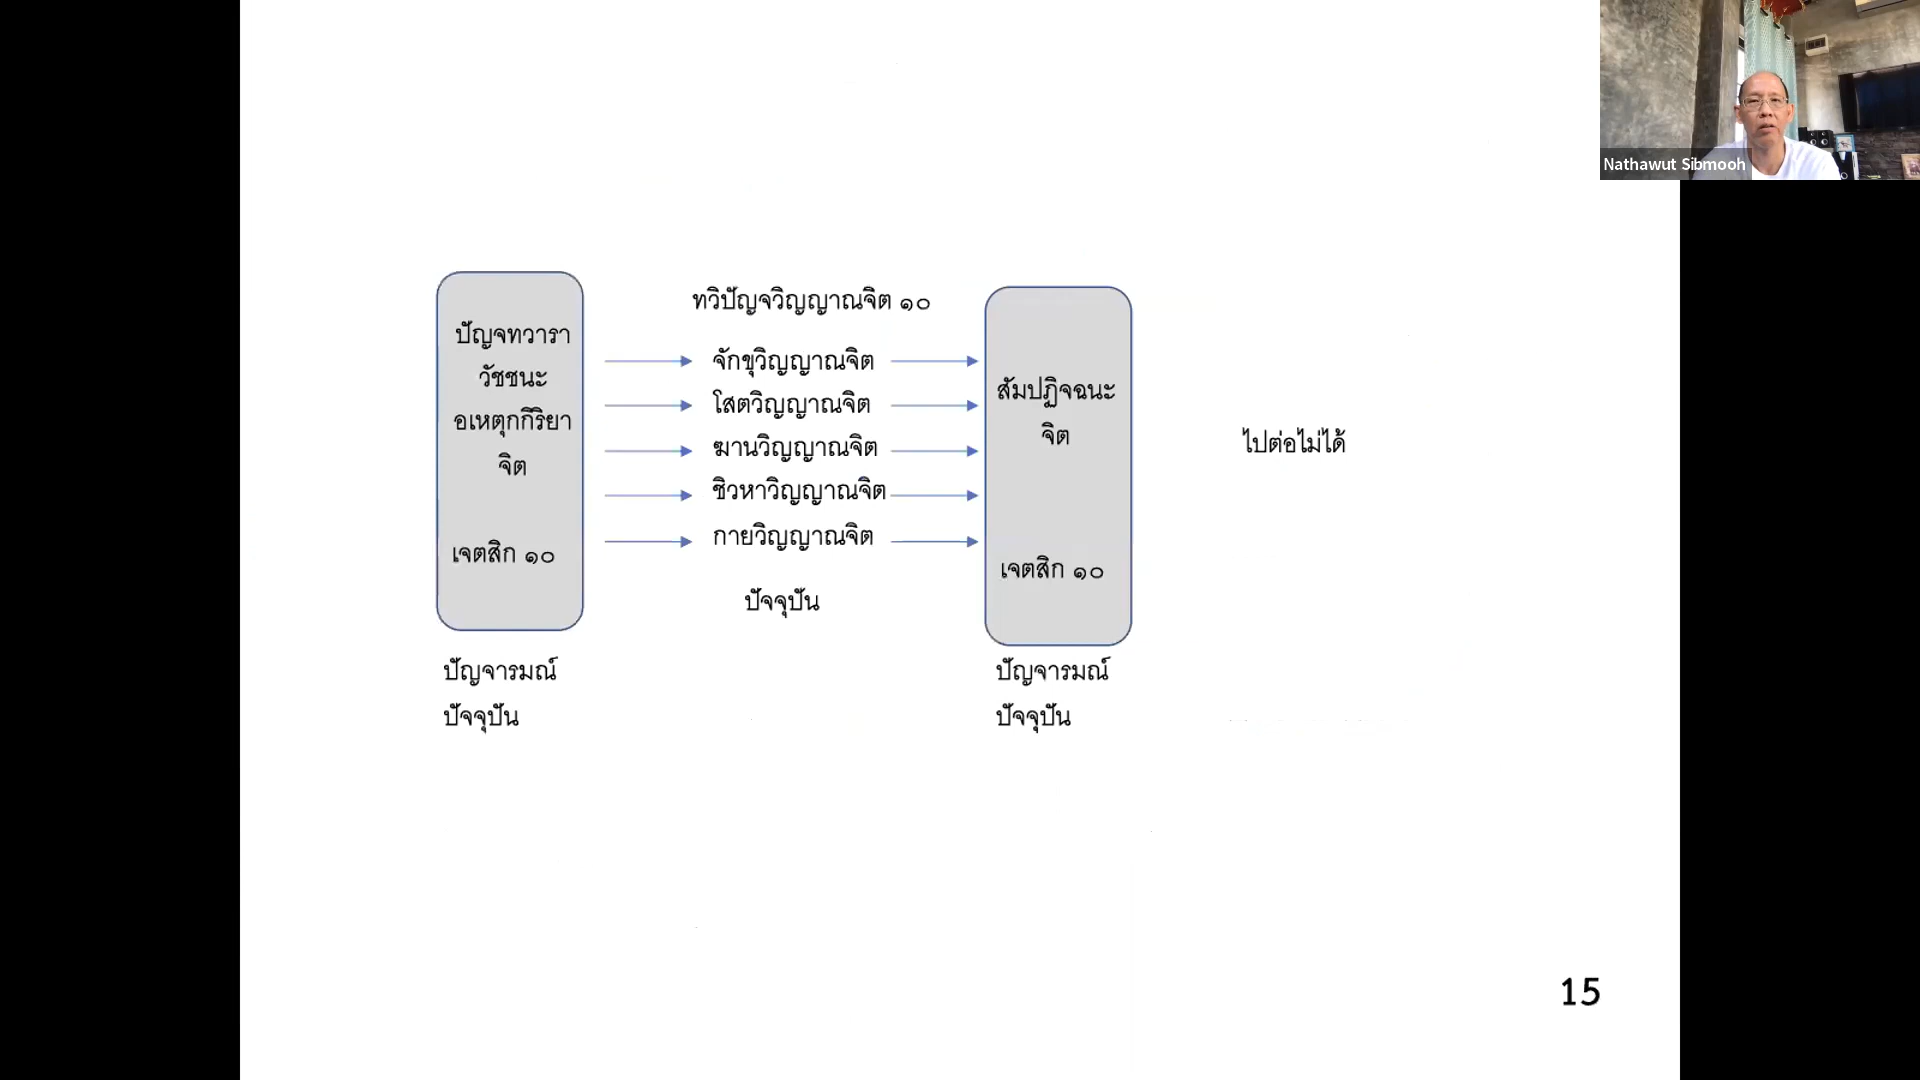 Nathawut Sibmooh
ปัญจทวารา
วัชชนะ
อเหตุกกิริยา
จิต
เจตสิก ๑๐
ปัญจารมณ์
ปัจจุปัน
ทวิปัญจวิญญาณจิต ๑๐
จักขุวิญญาณจิต
โสตวิญญาณจิต
ฆานวิญญาณจิต
ชิวหาวิญญาณจิต
กายวิญญาณจิต
ปัจจุปัน
สัมปฏิจฉนะ
จิต
เจตสิก ๑๐
ปัญจารมณ์
ปัจจุปัน
ไปต่อไม่ได้
15